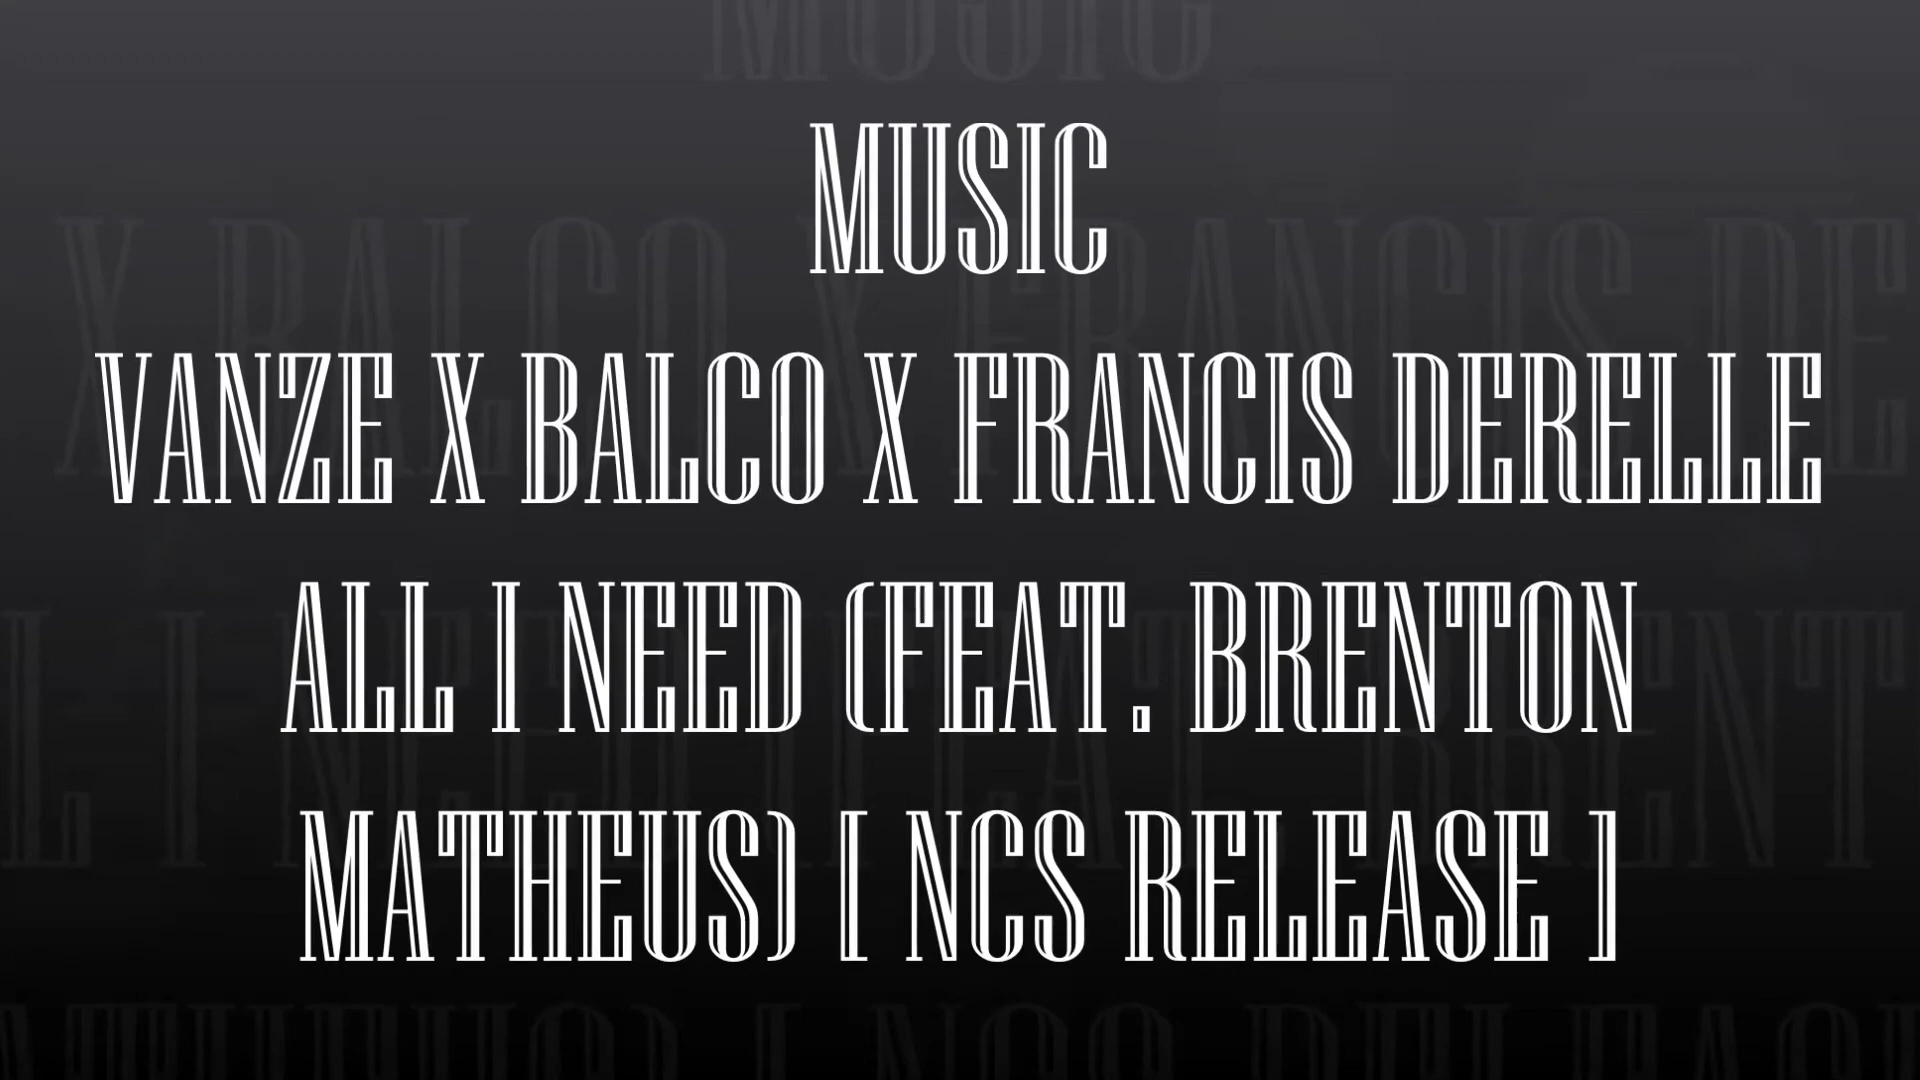 MUSIC
VANZE X BALCO X FRANCIS DERELLE
ALL I NEED (FEAT. BRENTON
MATHEUS) [ NCS RELEASE ]